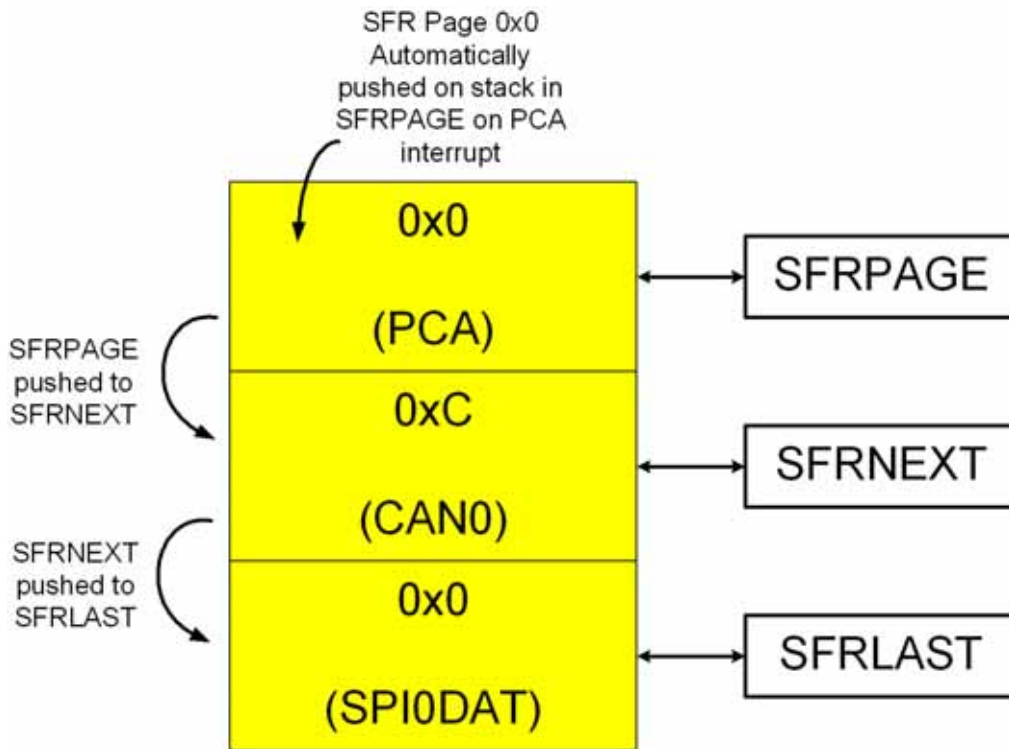 SFR Page 0x0
Automatically
pushed on stack in
SFRPAGE on PCA
interrupt
0x0
(PCA)
SFRPAGE
SFRPAGE
pushed to
SFRNEXT
0xC
(CAN0)
SFRNEXT
SFRNEXT
pushed to
SFRLAST
0x0
(SPI0DAT)
SFRLAST